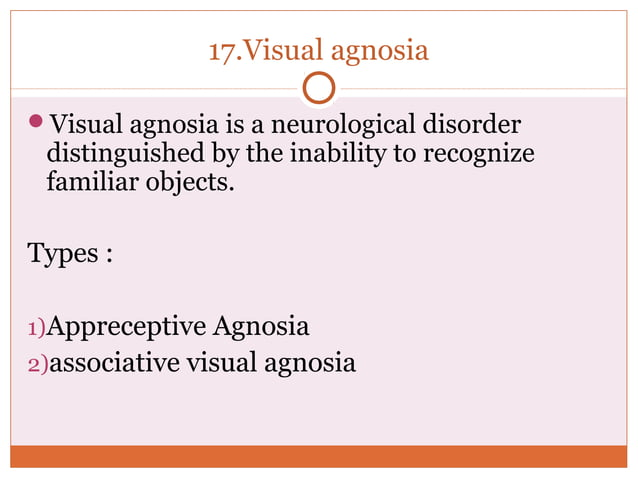 17.Visual agnosia
Visual agnosia is a neurological disorder
distinguished by the inability to recognize
familiar objects.
Types :
1)Appreceptive Agnosia
2)associative visual agnosia